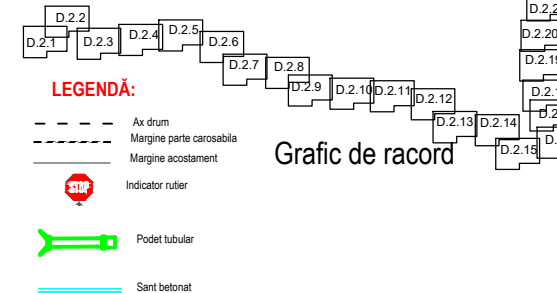 D.2.1
D.2.2
D.2.3
D.2.4
D.2.5
D.2.6
D.2.7
D.2.8
D.2.9
D.2.10
D.2.11
D.2.12
D.2.13
D.2.14
D.2.15
D.2.20
Grafic de racord
LEGENDĂ:
Ax drum
Margine parte carosabila
Margine acostament
STOP
Indicator rutier
Podet tubular
Sant betonat